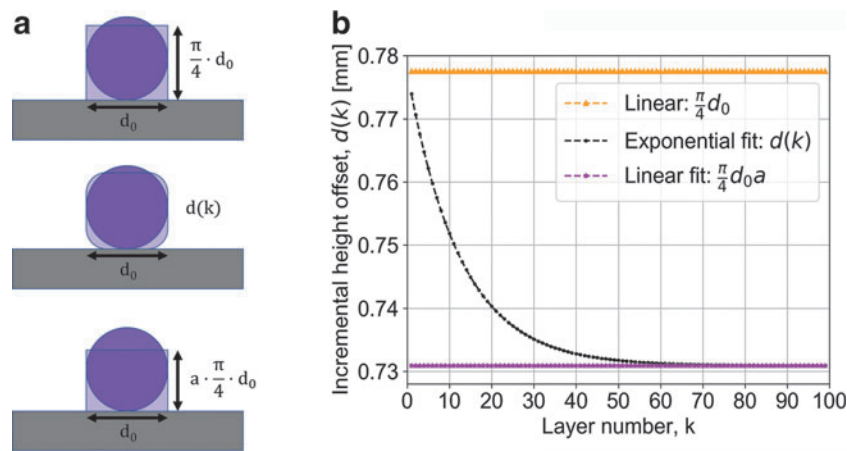 a
π/4 · d₀
d₀
d(k)
d₀
a · π/4 · d₀
d₀
b
Incremental height offset, d(k) [mm]
0.78
0.77
0.76
0.75
0.74
0.73
Linear: π/4 d₀
Exponential fit: d(k)
Linear fit: π/4 d₀a
0 10 20 30 40 50 60 70 80 90 100
Layer number, k